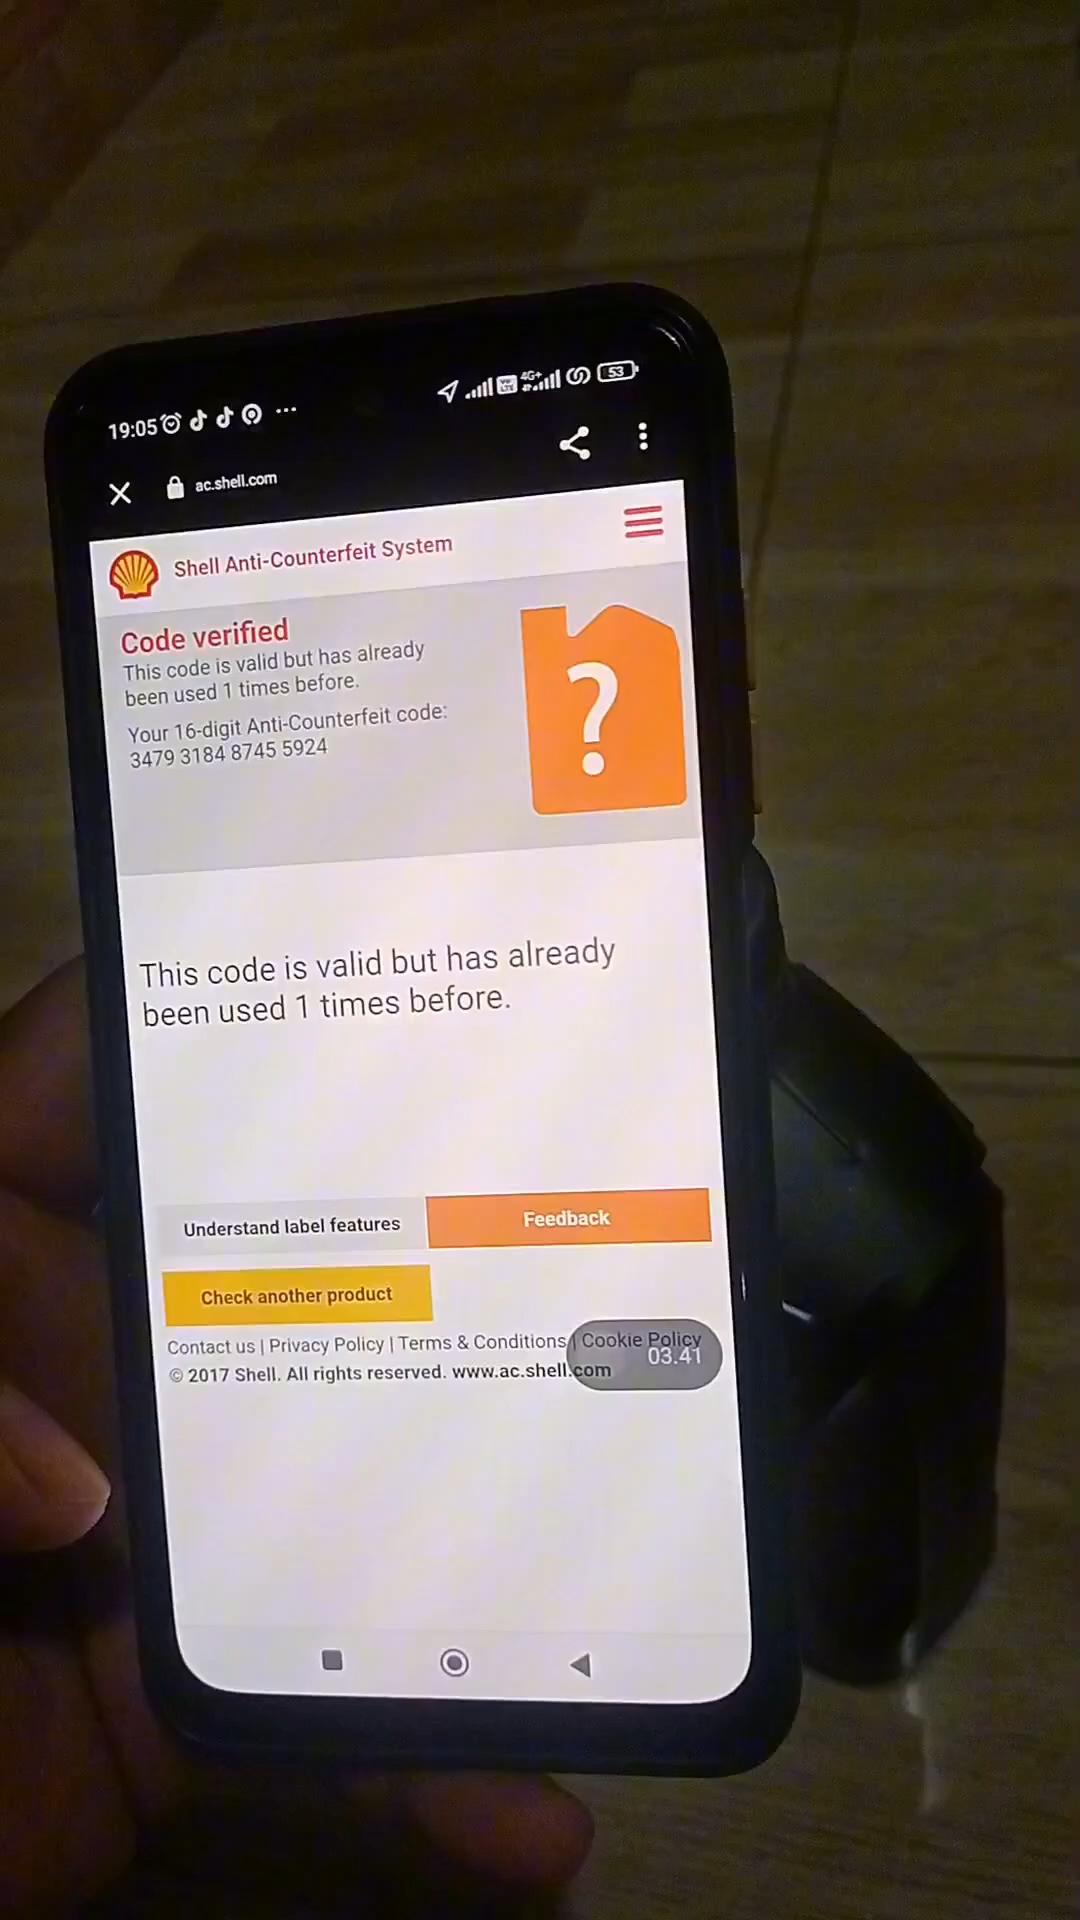 19:05
4G+
53
ac.shell.com
Shell Anti-Counterfeit System
Code verified
This code is valid but has already
been used 1 times before.
Your 16-digit Anti-Counterfeit code:
3479 3184 8745 5924
?
This code is valid but has already
been used 1 times before.
Understand label features
Feedback
Check another product
Contact us | Privacy Policy | Terms & Conditions | Cookie Policy
03.41
© 2017 Shell. All rights reserved. www.ac.shell.com